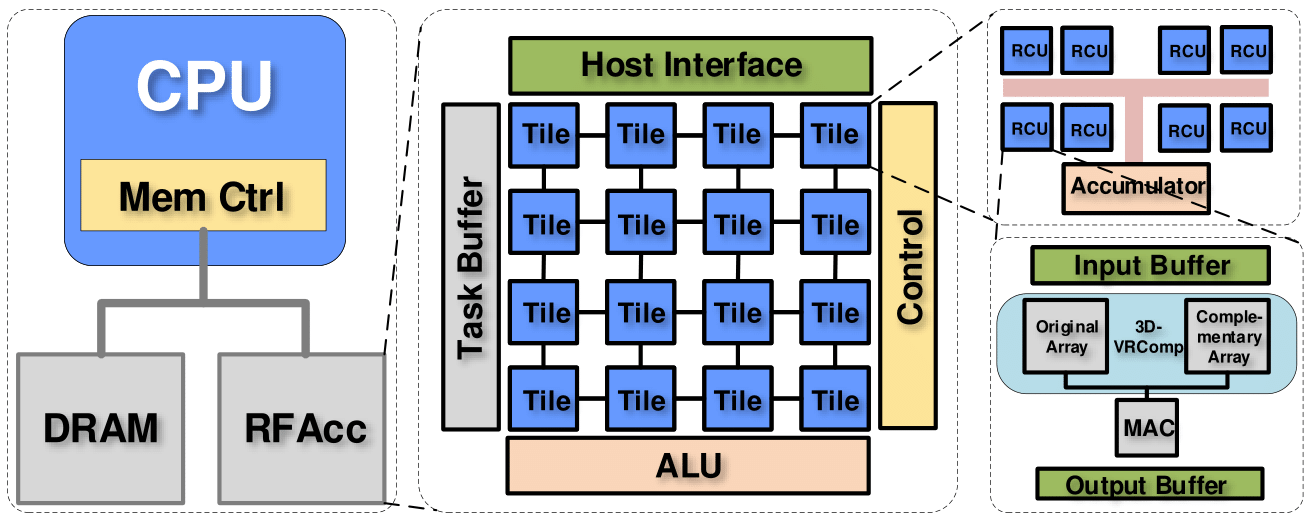 CPU
Mem Ctrl
DRAM
RFAcc
Host Interface
Task Buffer
Tile Tile Tile Tile
Tile Tile Tile Tile
Tile Tile Tile Tile
Tile Tile Tile Tile
Control
ALU
RCU RCU RCU RCU
RCU RCU RCU RCU
Accumulator
Input Buffer
Original
Array
3D-
VRComp
Comple-
mentary
Array
MAC
Output Buffer